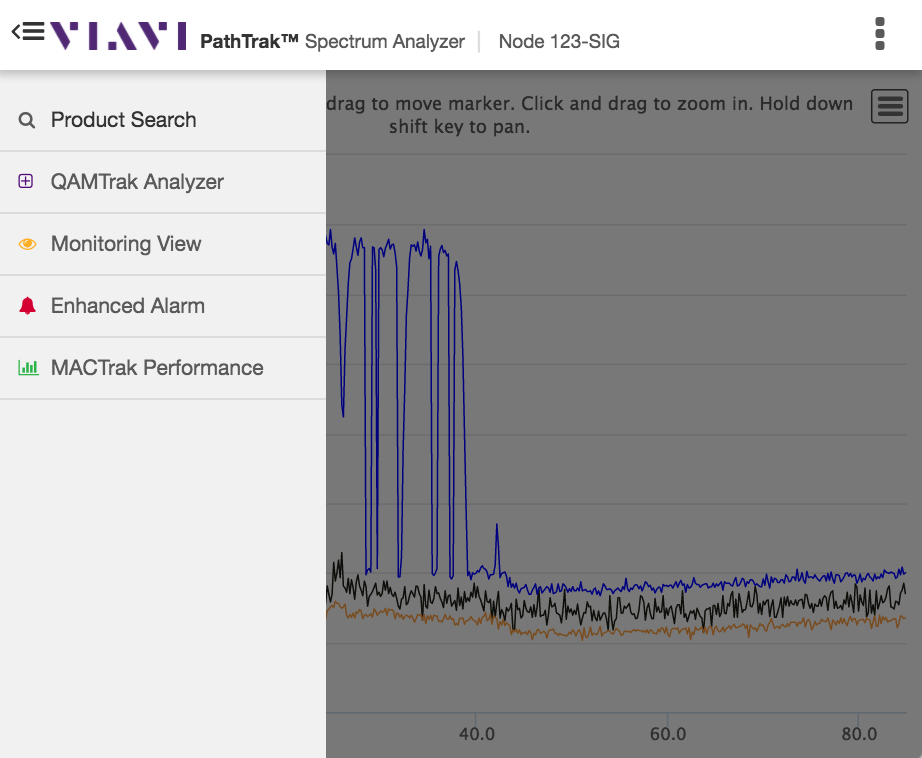 VIAVI PathTrak™ Spectrum Analyzer Node 123-SIG
Product Search
QAMTrak Analyzer
Monitoring View
Enhanced Alarm
MACTrak Performance
drag to move marker. Click and drag to zoom in. Hold down
shift key to pan.
40.0 60.0 80.0